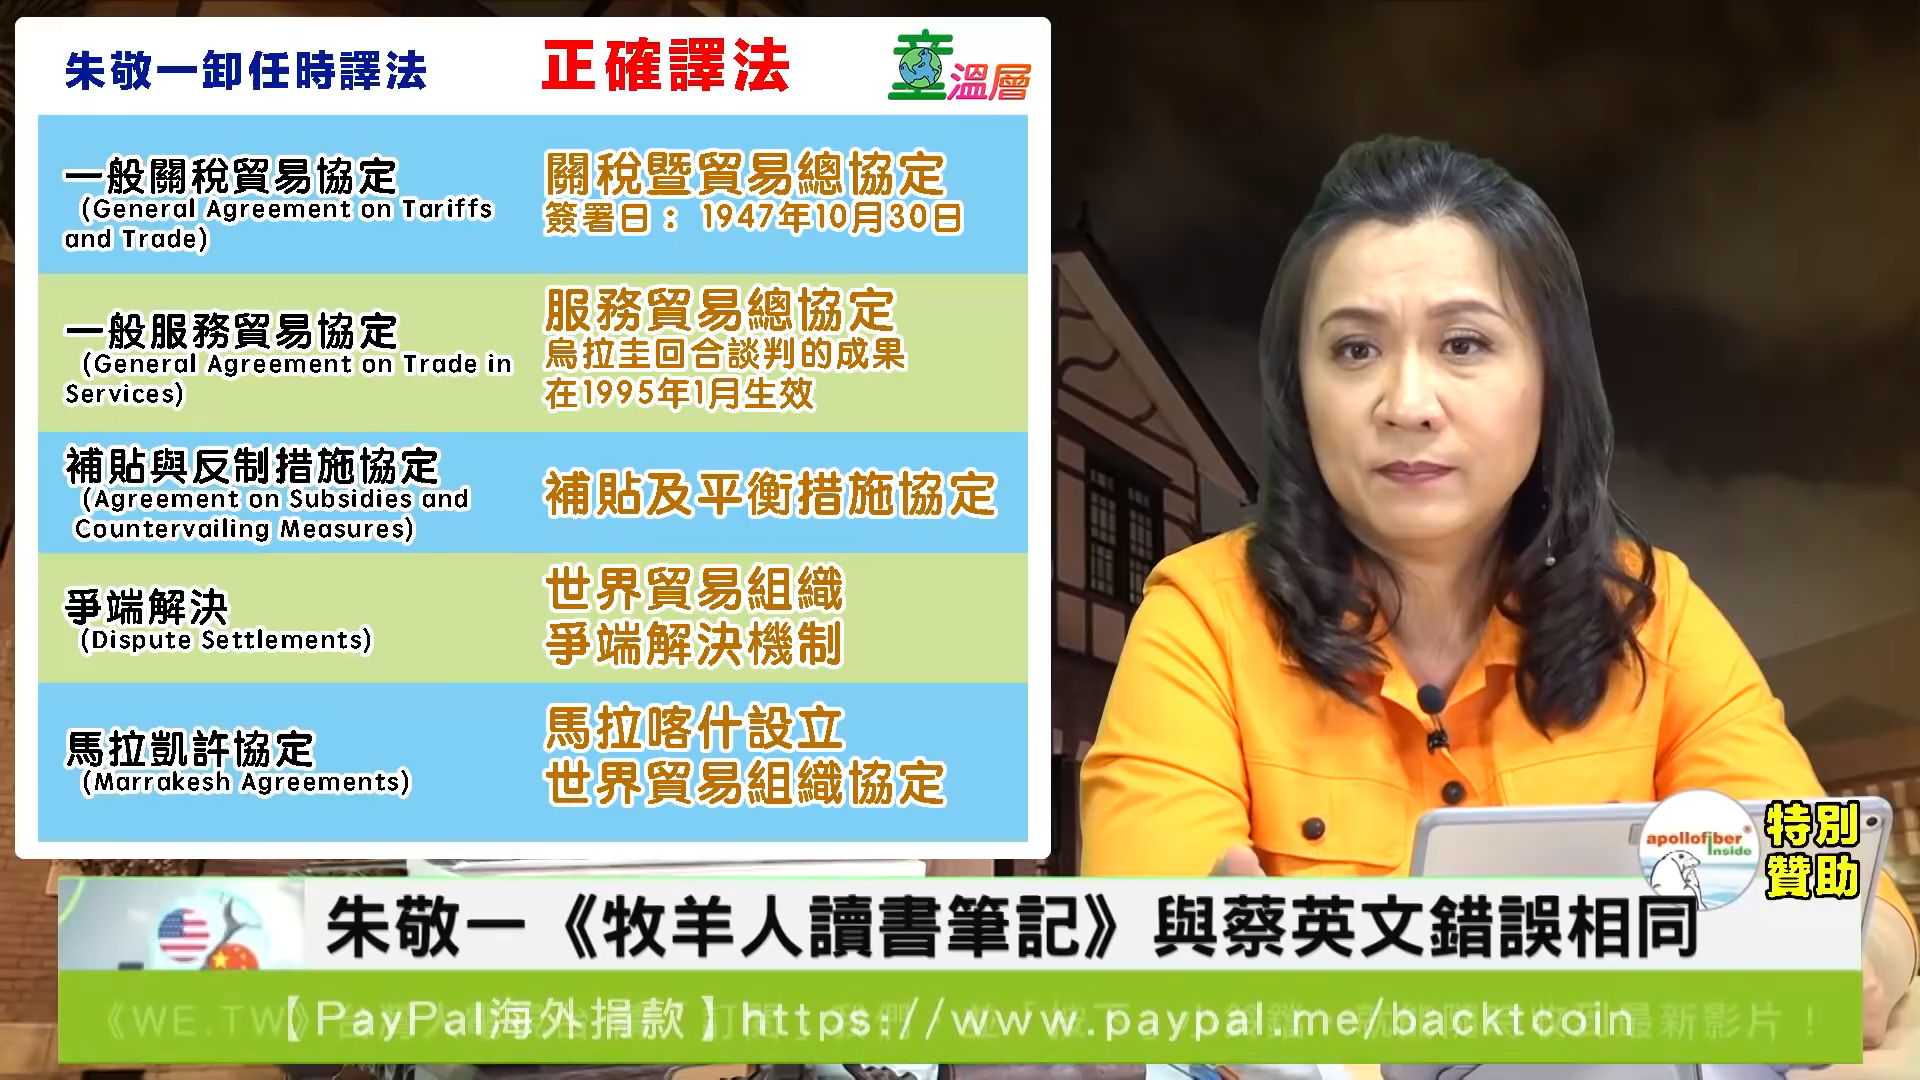 朱敬一卸任時譯法
正確譯法
童溫層
一般關稅貿易協定
(General Agreement on Tariffs
and Trade)
關稅暨貿易總協定
簽署日：1947年10月30日
一般服務貿易協定
(General Agreement on Trade in
Services)
服務貿易總協定
烏拉圭回合談判的成果
在1995年1月生效
補貼與反制措施協定
(Agreement on Subsidies and
Countervailing Measures)
補貼及平衡措施協定
爭端解決
(Dispute Settlements)
世界貿易組織
爭端解決機制
馬拉凱許協定
(Marrakesh Agreements)
馬拉喀什設立
世界貿易組織協定
apollofiber®
inside
特別
贊助
朱敬一《牧羊人讀書筆記》與蔡英文錯誤相同
【PayPal海外捐款】https://www.paypal.me/backtcoin
《WE.TW》
最新影片！